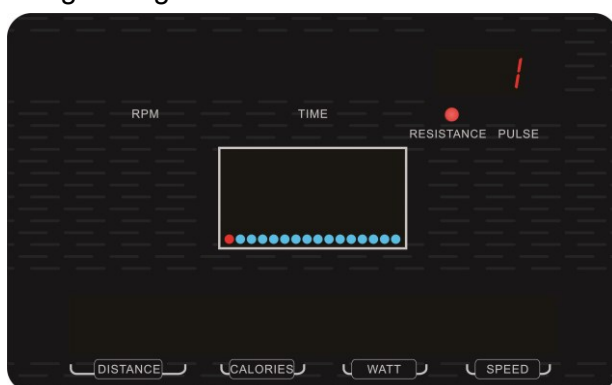 1
RPM TIME
RESISTANCE PULSE
DISTANCE CALORIES WATT SPEED